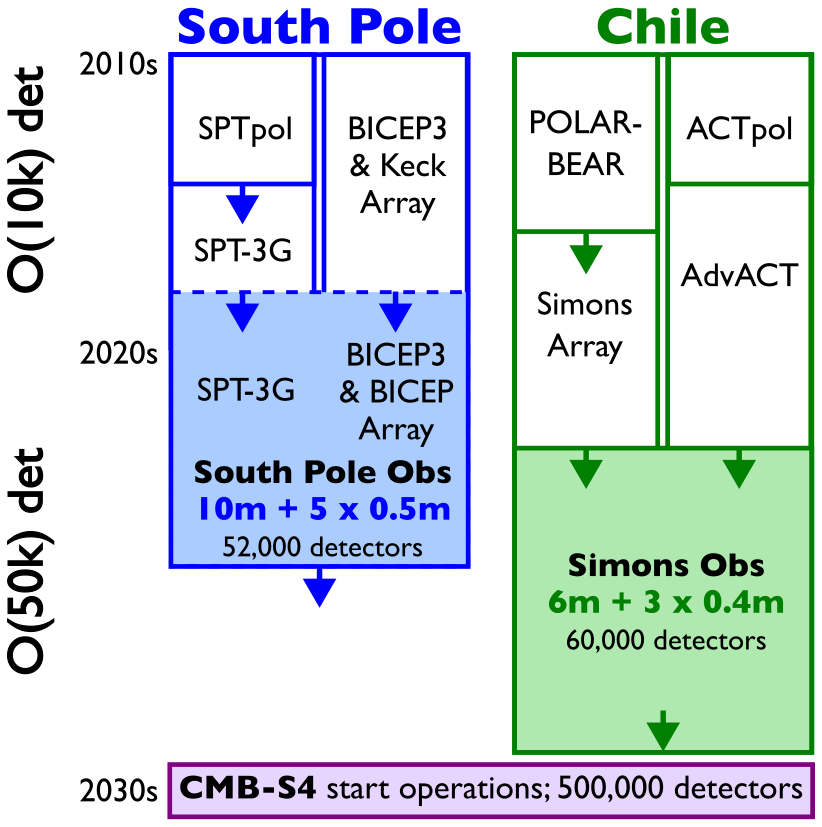 South Pole
Chile
2010s
O(10k) det
SPTpol
BICEP3
& Keck
Array
SPT-3G
POLAR-
BEAR
ACTpol
Simons
Array
AdvACT
2020s
O(50k) det
SPT-3G
BICEP3
& BICEP
Array
South Pole Obs
10m + 5 x 0.5m
52,000 detectors
Simons Obs
6m + 3 x 0.4m
60,000 detectors
2030s
CMB-S4 start operations; 500,000 detectors